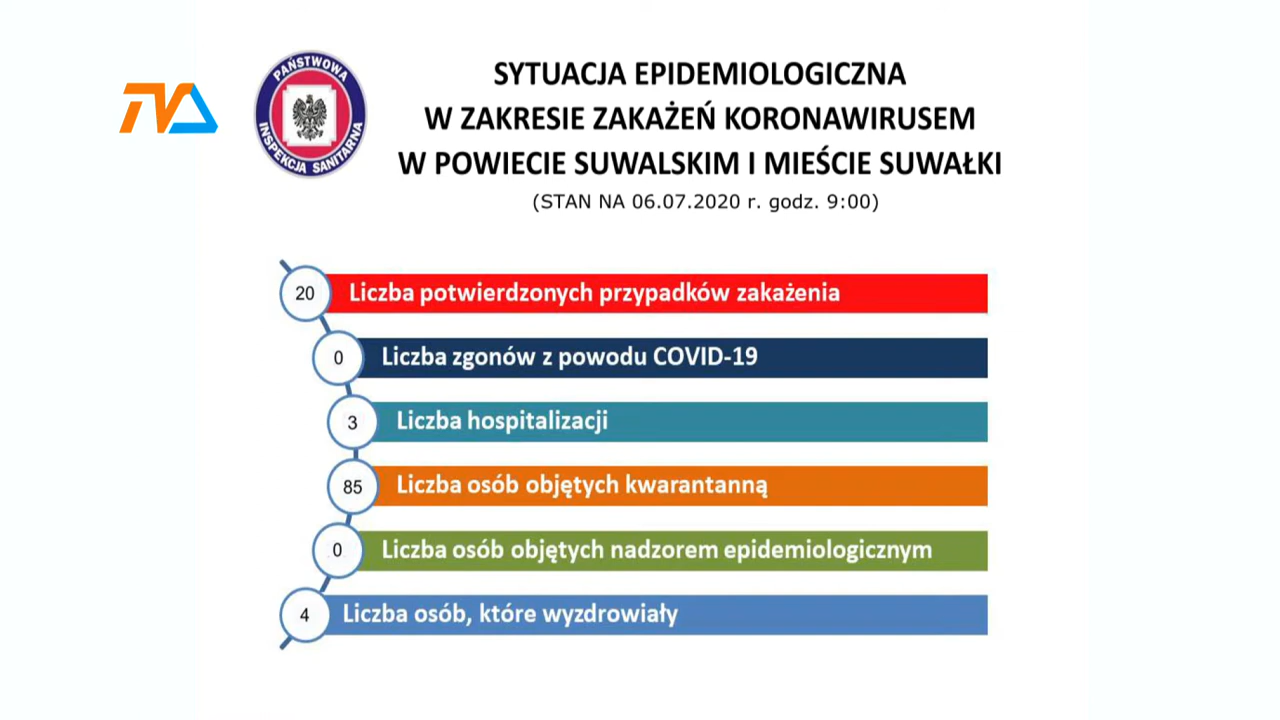 TVA
PAŃSTWOWA
INSPEKCJA SANITARNA
SYTUACJA EPIDEMIOLOGICZNA
W ZAKRESIE ZAKAŻEŃ KORONAWIRUSEM
W POWIECIE SUWALSKIM I MIEŚCIE SUWAŁKI
(STAN NA 06.07.2020 r. godz. 9:00)
20 Liczba potwierdzonych przypadków zakażenia
0 Liczba zgonów z powodu COVID-19
3 Liczba hospitalizacji
85 Liczba osób objętych kwarantanną
0 Liczba osób objętych nadzorem epidemiologicznym
4 Liczba osób, które wyzdrowiały